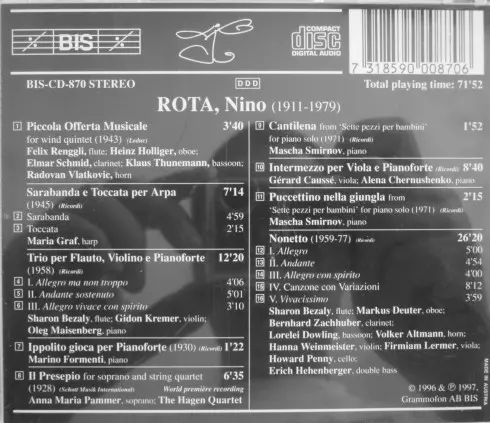 BIS
COMPACT
disc
DIGITAL AUDIO
7 318590 008706
BIS-CD-870 STEREO
D D D
Total playing time: 71'52
ROTA, Nino (1911-1979)
1 Piccola Offerta Musicale 3'40
for wind quintet (1943) (Ledus)
Felix Renggli, flute; Heinz Holliger, oboe;
Elmar Schmid, clarinet; Klaus Thunemann, bassoon;
Radovan Vlatkovic, horn
Sarabanda e Toccata per Arpa 7'14
(1945) (Ricordi)
2 Sarabanda 4'59
3 Toccata 2'15
Maria Graf, harp
Trio per Flauto, Violino e Pianoforte 12'20
(1958) (Ricordi)
4 I. Allegro ma non troppo 4'06
5 II. Andante sostenuto 5'01
6 III. Allegro vivace con spirito 3'10
Sharon Bezaly, flute; Gidon Kremer, violin;
Oleg Maisenberg, piano
7 Ippolito gioca per Pianoforte (1930) (Ricordi) 1'22
Marino Formenti, piano
8 Il Presepio for soprano and string quartet 6'35
(1928) (Schott Musik International) World première recording
Anna Maria Pammer, soprano; The Hagen Quartet
9 Cantilena from 'Sette pezzi per bambini' 1'52
for piano solo (1971) (Ricordi)
Mascha Smirnov, piano
10 Intermezzo per Viola e Pianoforte (Ricordi) 8'40
Gérard Caussé, viola; Alena Chernushenko, piano
11 Puccettino nella giungla from 2'15
'Sette pezzi per bambini' for piano solo (1971) (Ricordi)
Mascha Smirnov, piano
Nonetto (1959-77) (Ricordi) 26'20
12 I. Allegro 5'00
13 II. Andante 4'54
14 III. Allegro con spirito 4'00
15 IV. Canzone con Variazioni 8'12
16 V. Vivacissimo 3'59
Sharon Bezaly, flute; Markus Deuter, oboe;
Bernhard Zachhuber, clarinet;
Lorelei Dowling, bassoon; Volker Altmann, horn;
Hanna Weinmeister, violin; Firmian Lermer, viola;
Howard Penny, cello;
Erich Hehenberger, double bass
© 1996 & ℗ 1997,
Grammofon AB BIS
MADE IN AUSTRIA